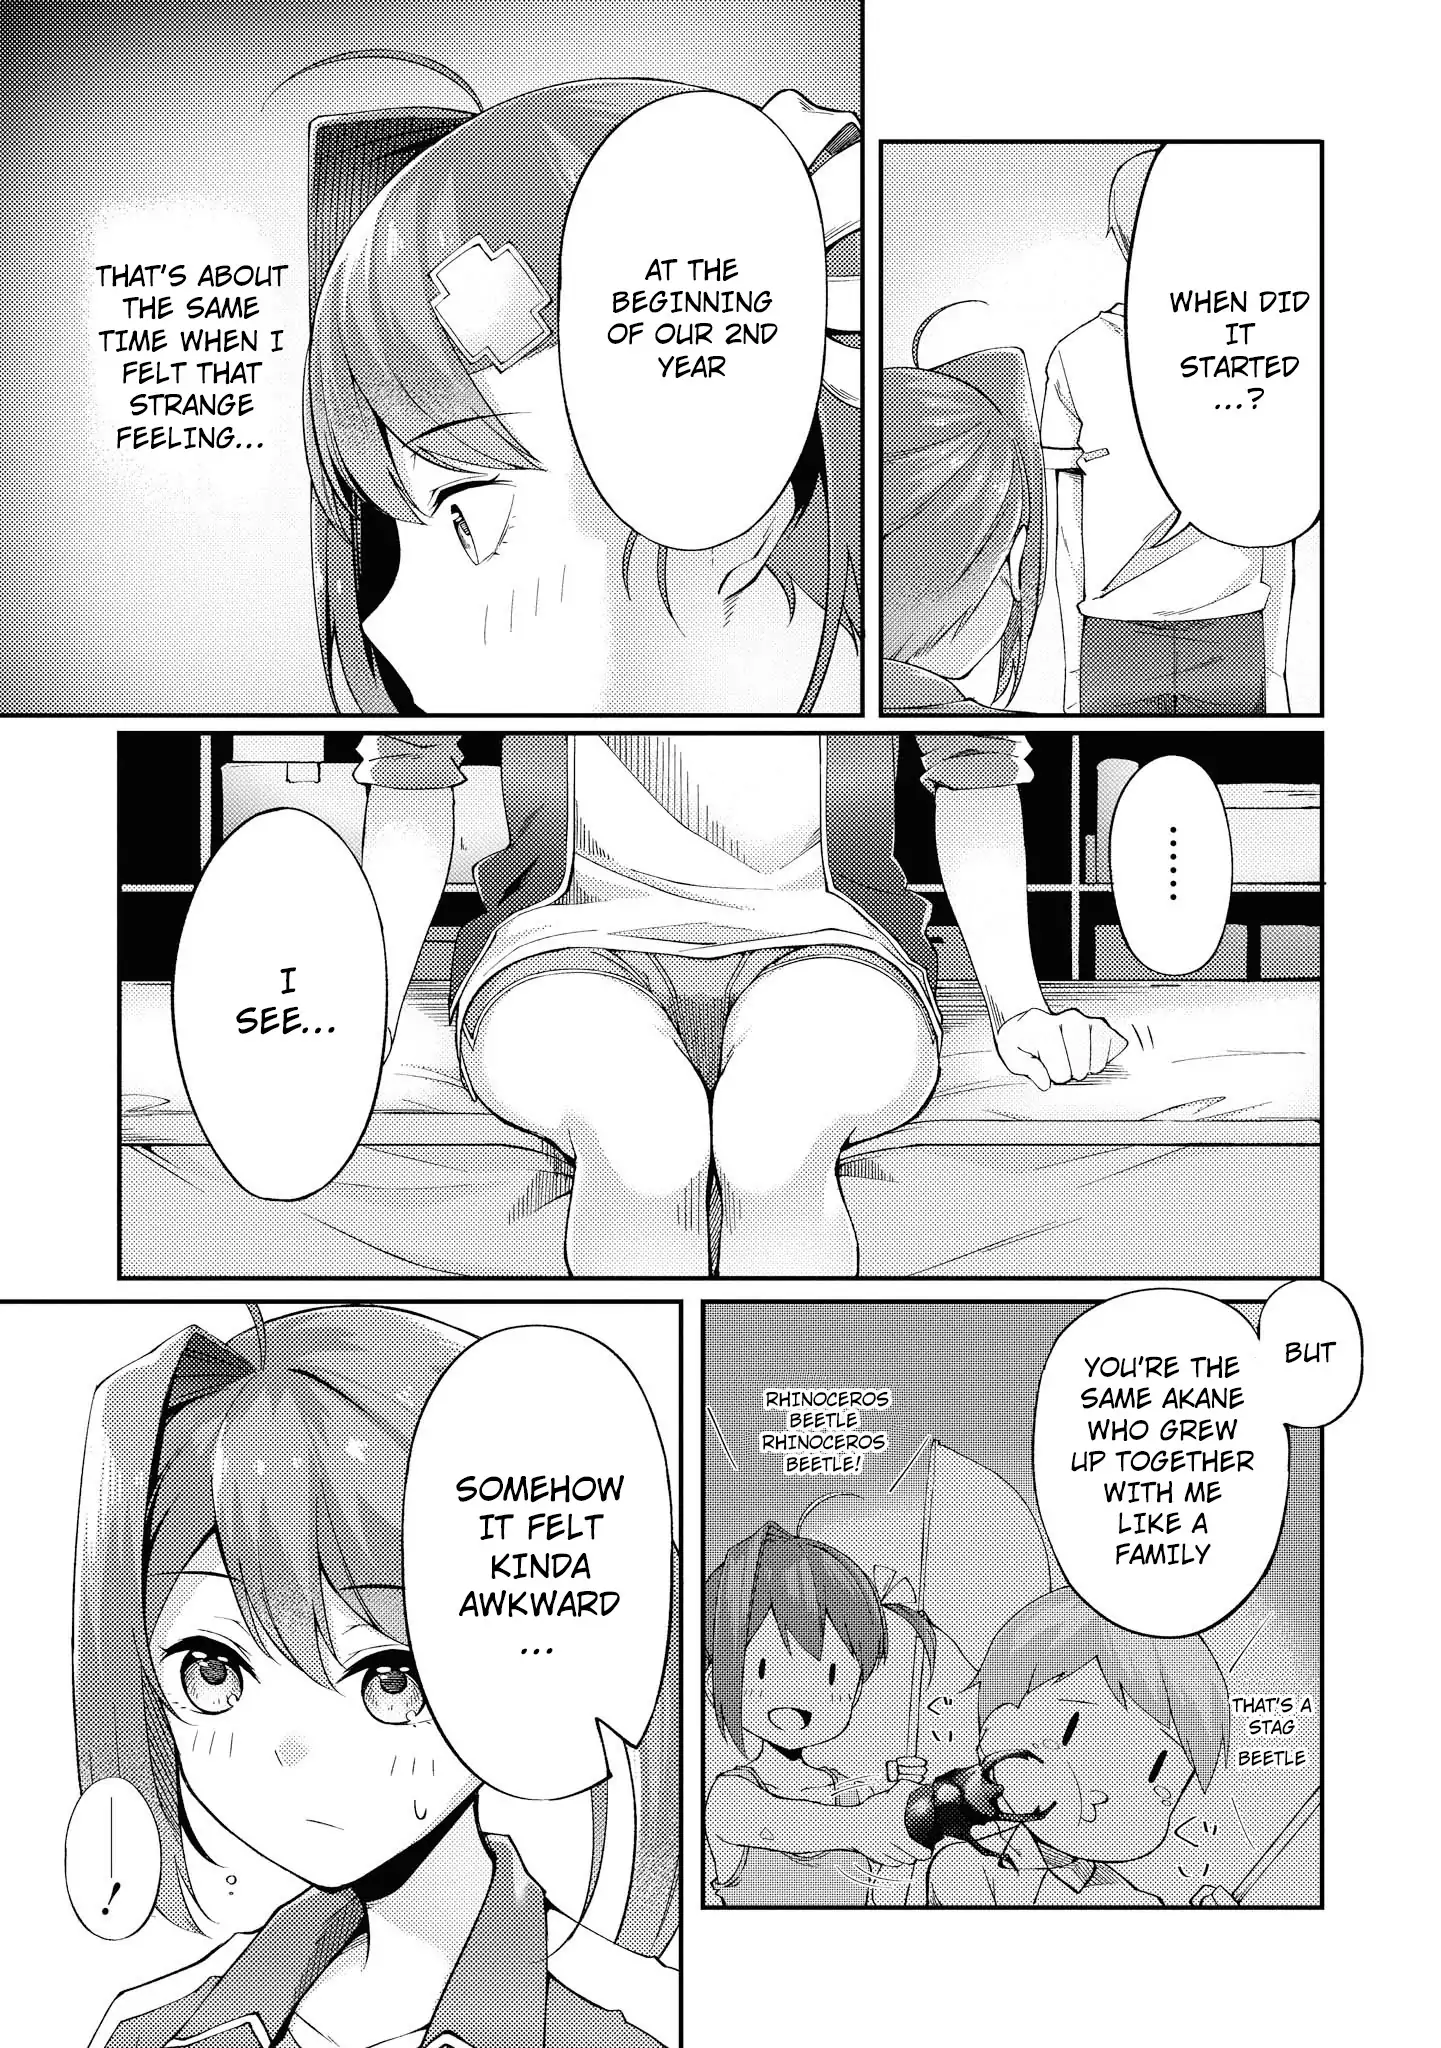 WHEN DID
IT
STARTED
...?
AT THE
BEGINNING
OF OUR 2ND
YEAR
THAT'S ABOUT
THE SAME
TIME WHEN I
FELT THAT
STRANGE
FEELING...
......
I
SEE...
BUT
YOU'RE THE
SAME AKANE
WHO GREW
UP TOGETHER
WITH ME
LIKE A
FAMILY
RHINOCEROS
BEETLE
RHINOCEROS
BEETLE!
THAT'S A
STAG
BEETLE
SOMEHOW
IT FELT
KINDA
AWKWARD
...
—!